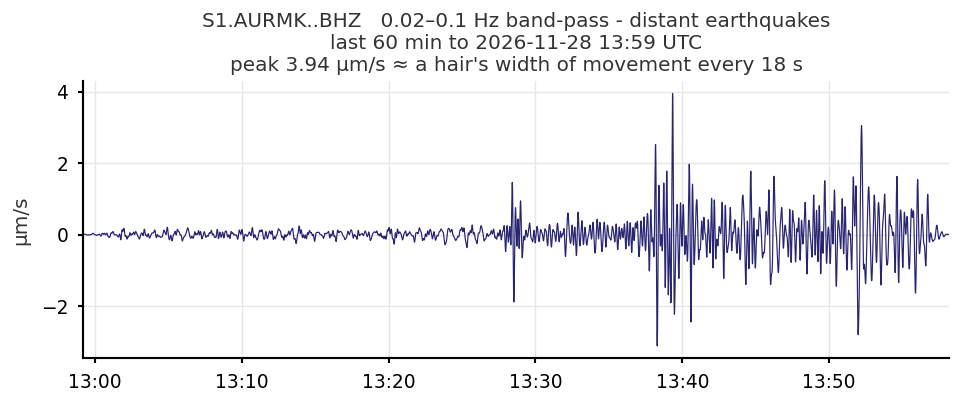 S1.AURMK..BHZ   0.02–0.1 Hz band-pass - distant earthquakes
last 60 min to 2026-11-28 13:59 UTC
peak 3.94 µm/s ≈ a hair's width of movement every 18 s
4
2
0
−2
µm/s
13:00
13:10
13:20
13:30
13:40
13:50